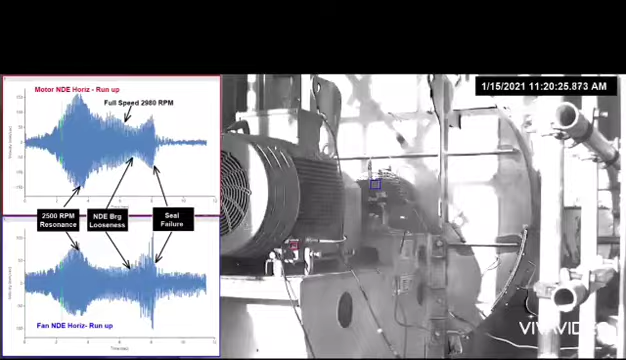 Motor NDE Horiz - Run up
Full Speed 2980 RPM
1/15/2021 11:20:25.873 AM
2500 RPM
Resonance
NDE Brg
Looseness
Seal
Failure
Fan NDE Horiz- Run up
VIVAVIDEO